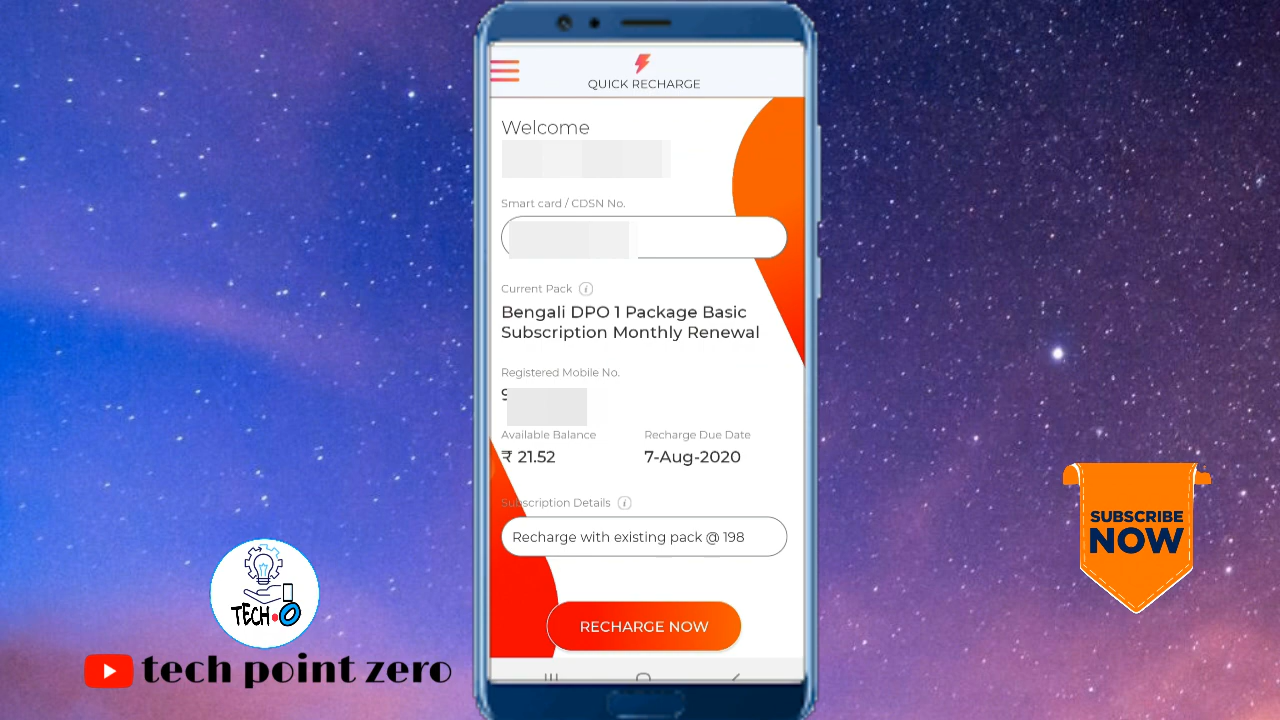 QUICK RECHARGE
Welcome
Smart card / CDSN No.
Current Pack i
Bengali DPO 1 Package Basic
Subscription Monthly Renewal
Registered Mobile No.
9
Available Balance
Recharge Due Date
₹ 21.52
7-Aug-2020
Subscription Details i
Recharge with existing pack @ 198
RECHARGE NOW
TECH.O
tech point zero
SUBSCRIBE
NOW